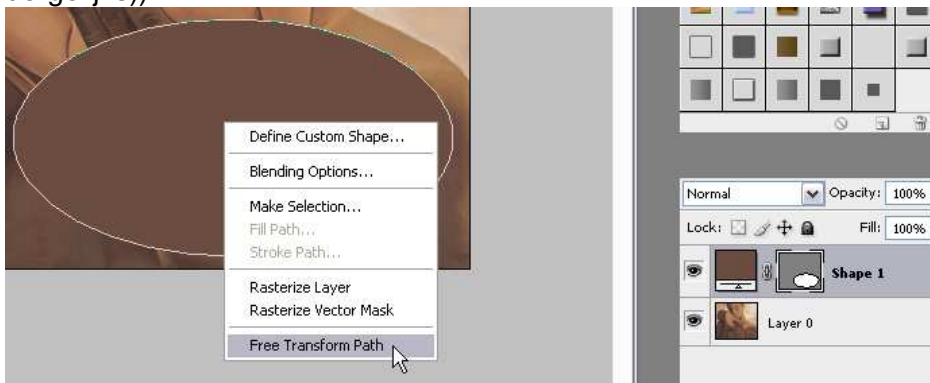 Define Custom Shape...
Blending Options...
Make Selection...
Fill Path...
Stroke Path...
Rasterize Layer
Rasterize Vector Mask
Free Transform Path
Normal Opacity: 100%
Lock: Fill: 100%
Shape 1
Layer 0